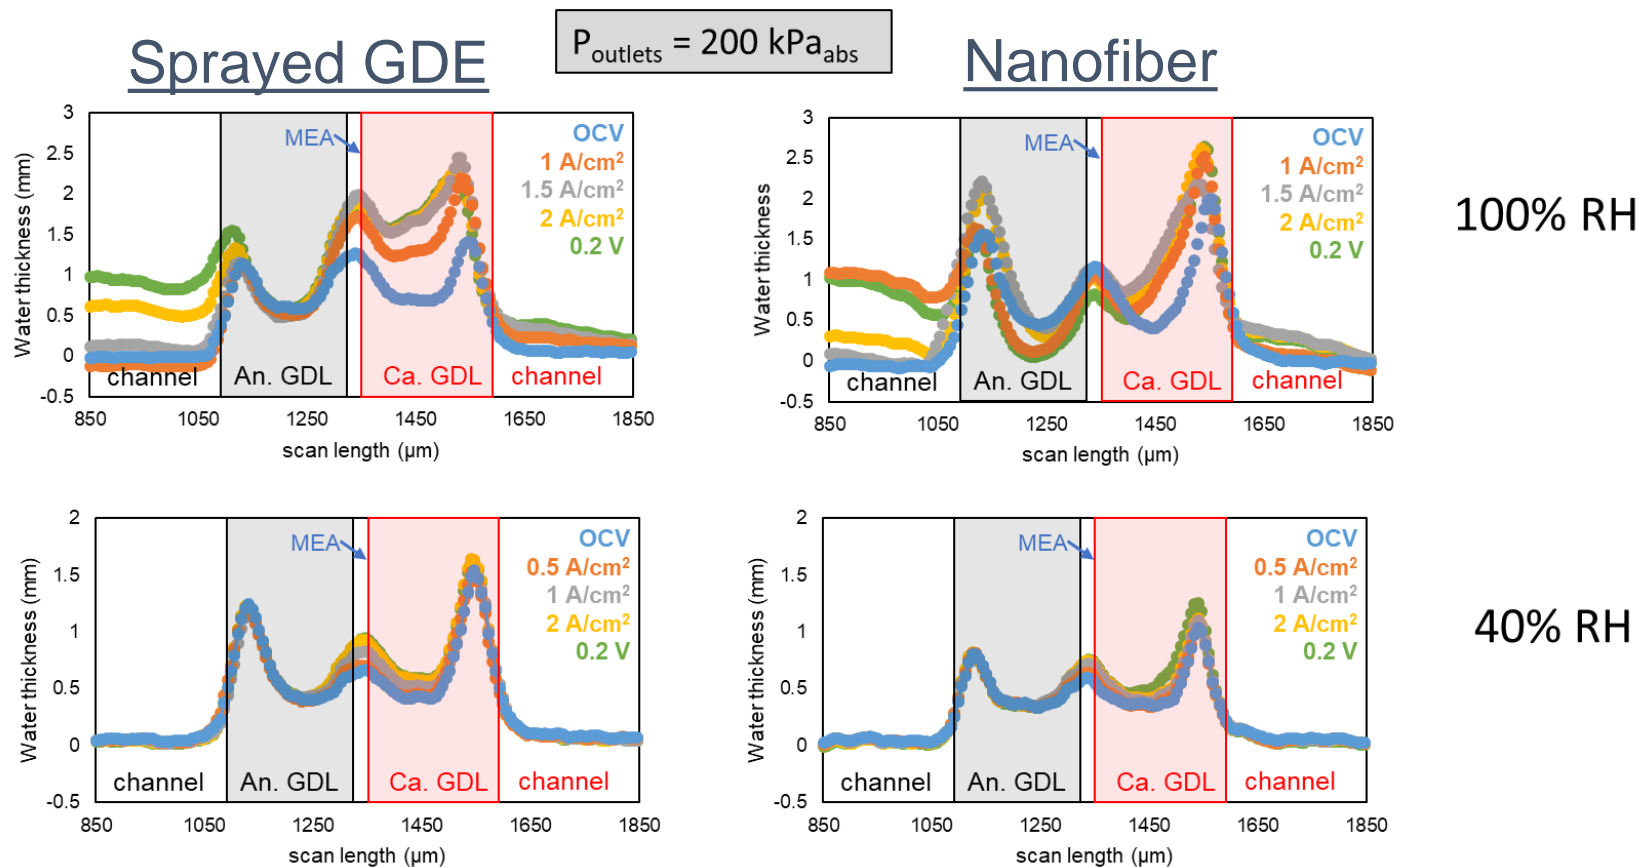 Sprayed GDE
P_outlets = 200 kPa_abs
Nanofiber
3
2.5
2
1.5
1
0.5
0
-0.5
Water thickness (mm)
MEA
OCV
1 A/cm²
1.5 A/cm²
2 A/cm²
0.2 V
channel
An. GDL
Ca. GDL
channel
850
1050
1250
1450
1650
1850
scan length (µm)
3
2.5
2
1.5
1
0.5
0
-0.5
Water thickness
MEA
OCV
1 A/cm²
1.5 A/cm²
2 A/cm²
0.2 V
channel
An. GDL
Ca. GDL
channel
850
1050
1250
1450
1650
1850
scan length (µm)
100% RH
2
1.5
1
0.5
0
-0.5
Water thickness (mm)
MEA
OCV
0.5 A/cm²
1 A/cm²
2 A/cm²
0.2 V
channel
An. GDL
Ca. GDL
channel
850
1050
1250
1450
1650
1850
scan length (µm)
2
1.5
1
0.5
0
-0.5
Water thickness (mm)
MEA
OCV
0.5 A/cm²
1 A/cm²
2 A/cm²
0.2 V
channel
An. GDL
Ca. GDL
channel
850
1050
1250
1450
1650
1850
scan length (µm)
40% RH